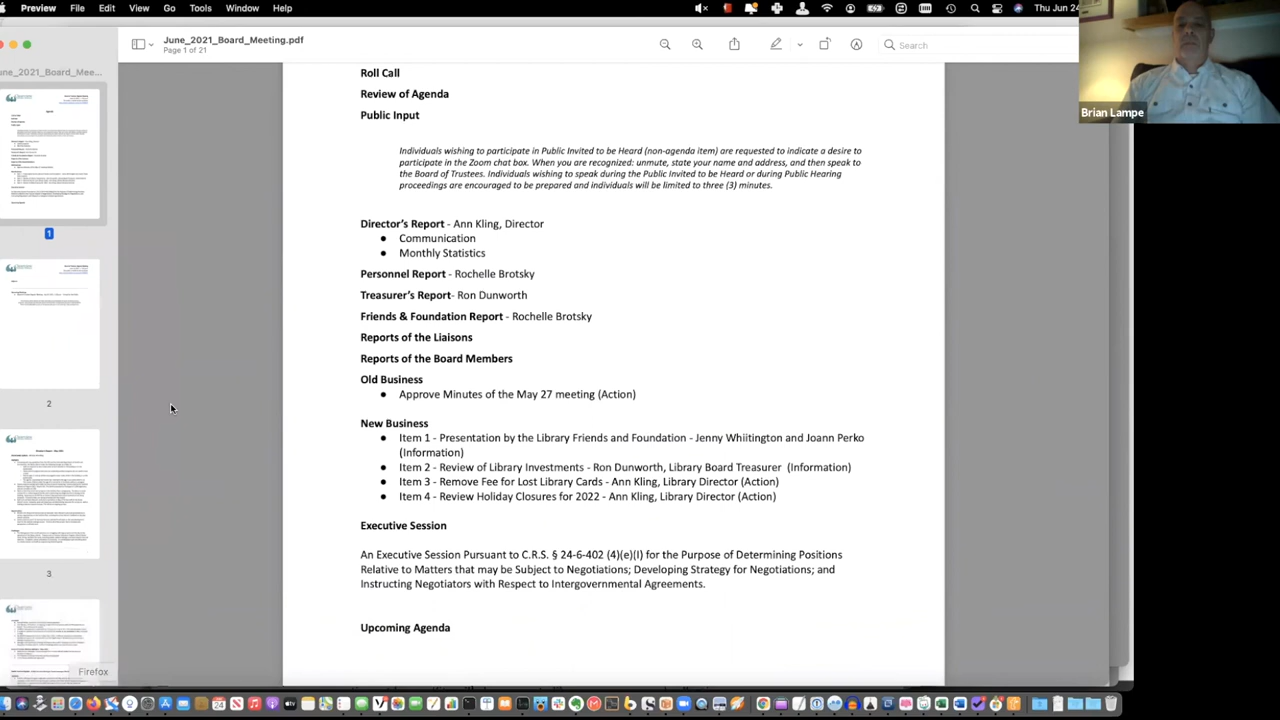 Preview File Edit View Go Tools Window Help
Thu Jun 24
June_2021_Board_Meeting.pdf
Page 1 of 21
Search
une_2021_Board_Mee...
Brian Lampe
Roll Call
Review of Agenda
Public Input
Individuals wishing to participate in Public Invited to be Heard (non-agenda item) are requested to indicate a desire to
participate in the Zoom chat box. When you are recognized: unmute, state your name and address, and then speak to
the Board of Trustees. Individuals wishing to speak during the Public Invited to be Heard or during Public Hearing
proceedings are encouraged to be prepared and individuals will be limited to three (3) minutes.
Director's Report - Ann Kling, Director
● Communication
● Monthly Statistics
Personnel Report - Rochelle Brotsky
Treasurer's Report- Ron Dunworth
Friends & Foundation Report - Rochelle Brotsky
Reports of the Liaisons
Reports of the Board Members
Old Business
● Approve Minutes of the May 27 meeting (Action)
New Business
● Item 1 - Presentation by the Library Friends and Foundation - Jenny Whiitington and Joann Perko
(Information)
● Item 2 - Review of Library Investments - Ron Dunworth, Library Board Treasurer (Information)
● Item 3 - Remove Fee for Lost Library Cards - Ann Kling, Library Director (Action)
● Item 4 - Review Holiday Closures for 2022 - Ann Kling, Library Director (Action)
Executive Session
An Executive Session Pursuant to C.R.S. § 24-6-402 (4)(e)(I) for the Purpose of Determining Positions
Relative to Matters that may be Subject to Negotiations; Developing Strategy for Negotiations; and
Instructing Negotiators with Respect to Intergovernmental Agreements.
Upcoming Agenda
1
2
3
Firefox